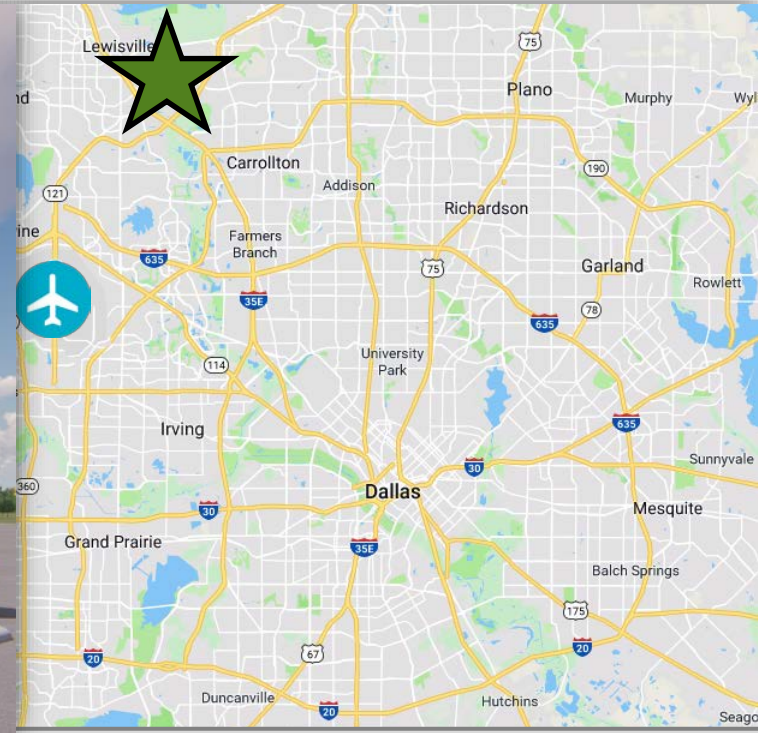 Lewisville
75
Plano
Murphy
Wyl
nd
Carrollton
190
Addison
121
Richardson
ine
Farmers
Branch
635
75
Garland
Rowlett
35E
78
635
University
Park
114
Irving
635
Sunnyvale
30
360
Dallas
30
Mesquite
Grand Prairie
35E
Balch Springs
175
67
20
20
Duncanville
20
Hutchins
Seago